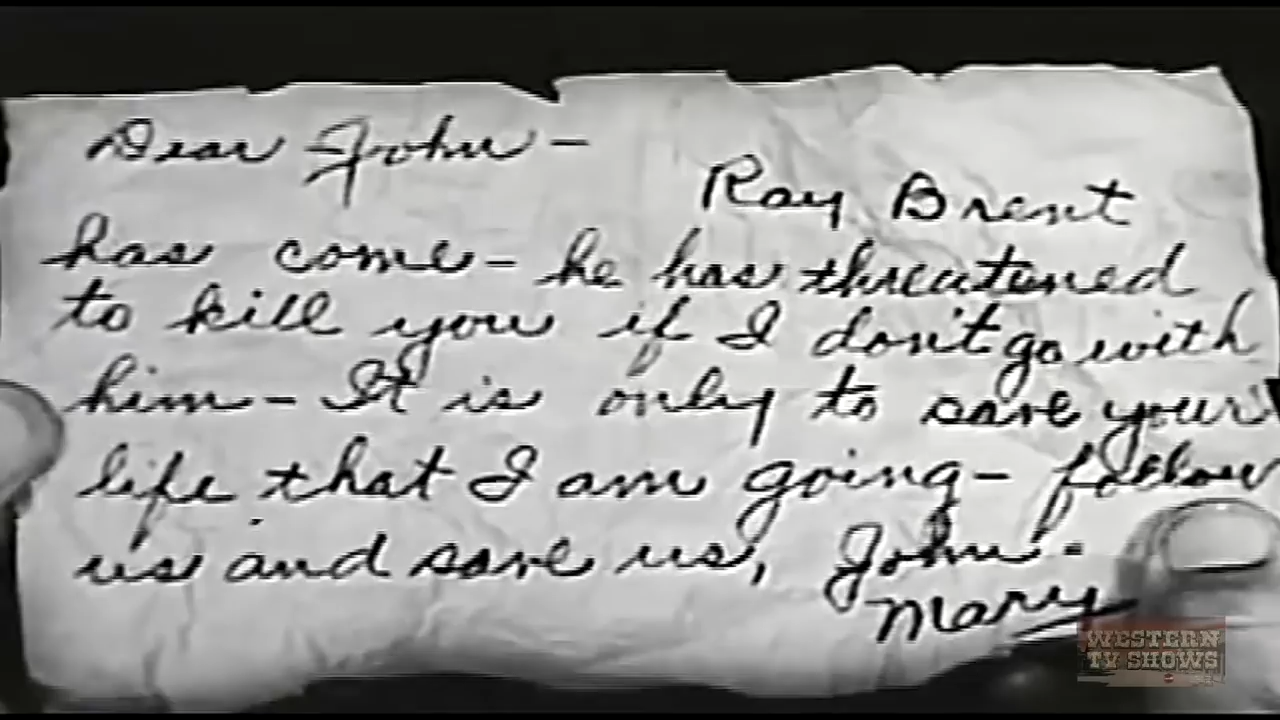 Dear John –
Ray Brent
has come – he has threatened
to kill you if I don't go with
him – It is only to save your
life that I am going – follow
us and save us, John.
Mary
WESTERN
TV SHOWS